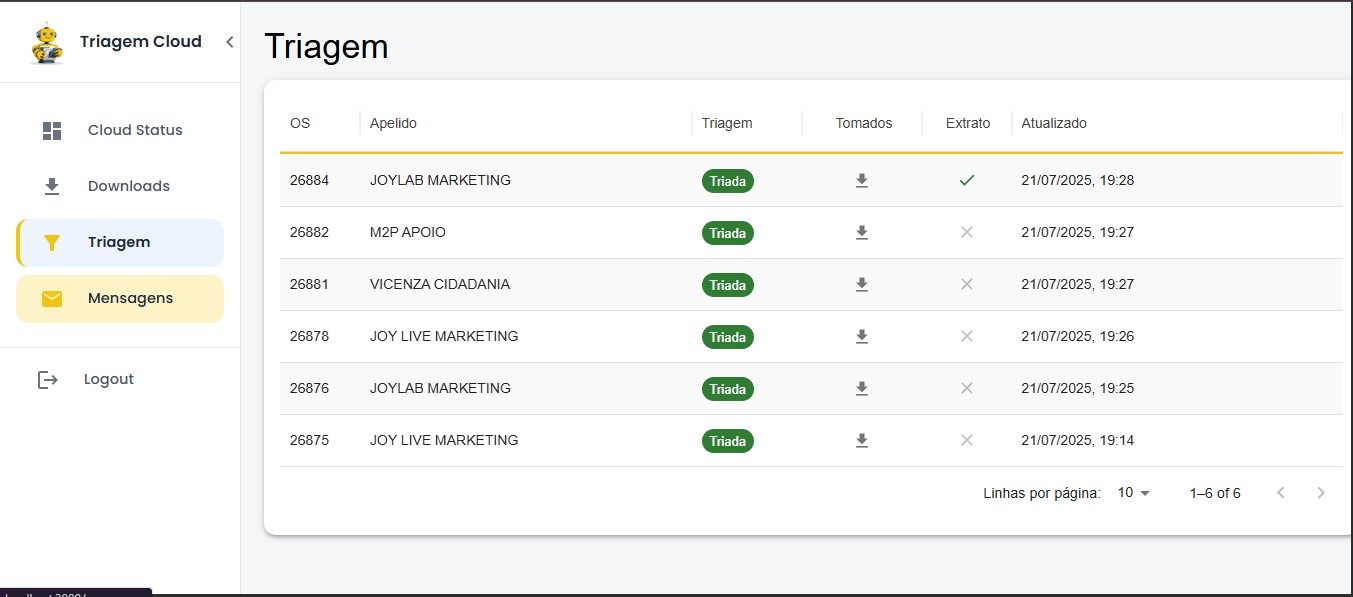 Triagem Cloud
Triagem
Cloud Status
Downloads
Triagem
Mensagens
Logout
OS Apelido Triagem Tomados Extrato Atualizado
26884 JOYLAB MARKETING Triada 21/07/2025, 19:28
26882 M2P APOIO Triada 21/07/2025, 19:27
26881 VICENZA CIDADANIA Triada 21/07/2025, 19:27
26878 JOY LIVE MARKETING Triada 21/07/2025, 19:26
26876 JOYLAB MARKETING Triada 21/07/2025, 19:25
26875 JOY LIVE MARKETING Triada 21/07/2025, 19:14
Linhas por página: 10 1–6 of 6